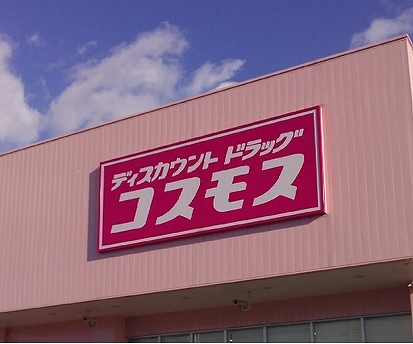 ディスカウント ドラッグ
コスモス